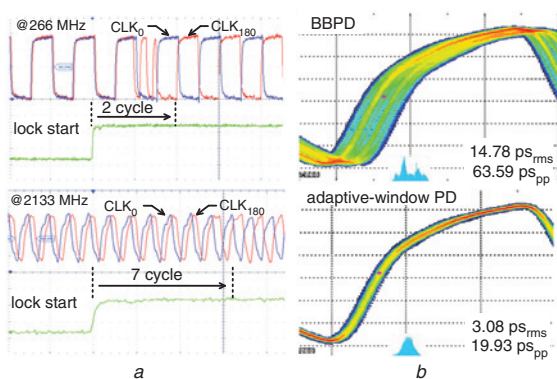 @266 MHz
CLK0
CLK180
2 cycle
lock start
@2133 MHz
CLK0
CLK180
7 cycle
lock start
a
BBPD
14.78 psrms
63.59 pspp
adaptive-window PD
3.08 psrms
19.93 pspp
b